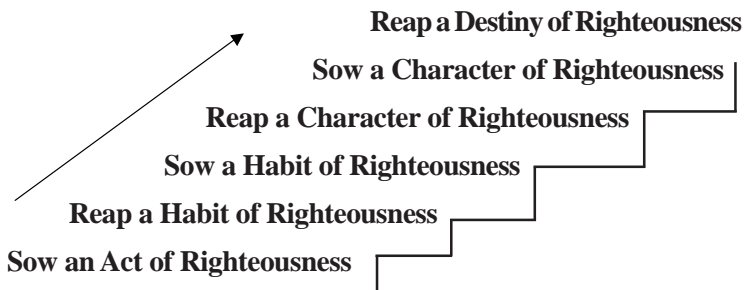 Reap a Destiny of Righteousness
Sow a Character of Righteousness
Reap a Character of Righteousness
Sow a Habit of Righteousness
Reap a Habit of Righteousness
Sow an Act of Righteousness